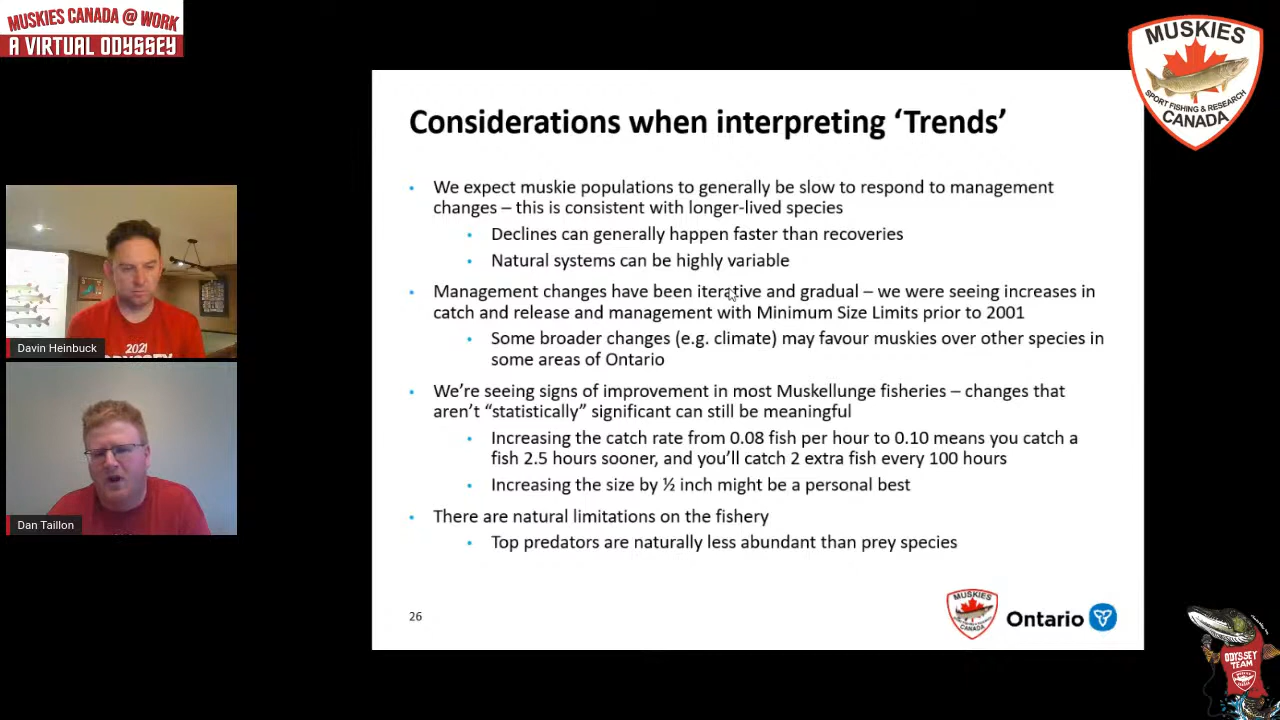 MUSKIES CANADA @ WORK
A VIRTUAL ODYSSEY
MUSKIES
SPORT FISHING & RESEARCH
CANADA
Considerations when interpreting ‘Trends’
• We expect muskie populations to generally be slow to respond to management
changes – this is consistent with longer-lived species
• Declines can generally happen faster than recoveries
• Natural systems can be highly variable
• Management changes have been iterative and gradual – we were seeing increases in
catch and release and management with Minimum Size Limits prior to 2001
• Some broader changes (e.g. climate) may favour muskies over other species in
some areas of Ontario
• We’re seeing signs of improvement in most Muskellunge fisheries – changes that
aren’t “statistically” significant can still be meaningful
• Increasing the catch rate from 0.08 fish per hour to 0.10 means you catch a
fish 2.5 hours sooner, and you’ll catch 2 extra fish every 100 hours
• Increasing the size by ½ inch might be a personal best
• There are natural limitations on the fishery
• Top predators are naturally less abundant than prey species
26
MUSKIES
CANADA
Ontario
Davin Heinbuck
2021
Dan Taillon
ODYSSEY
TEAM